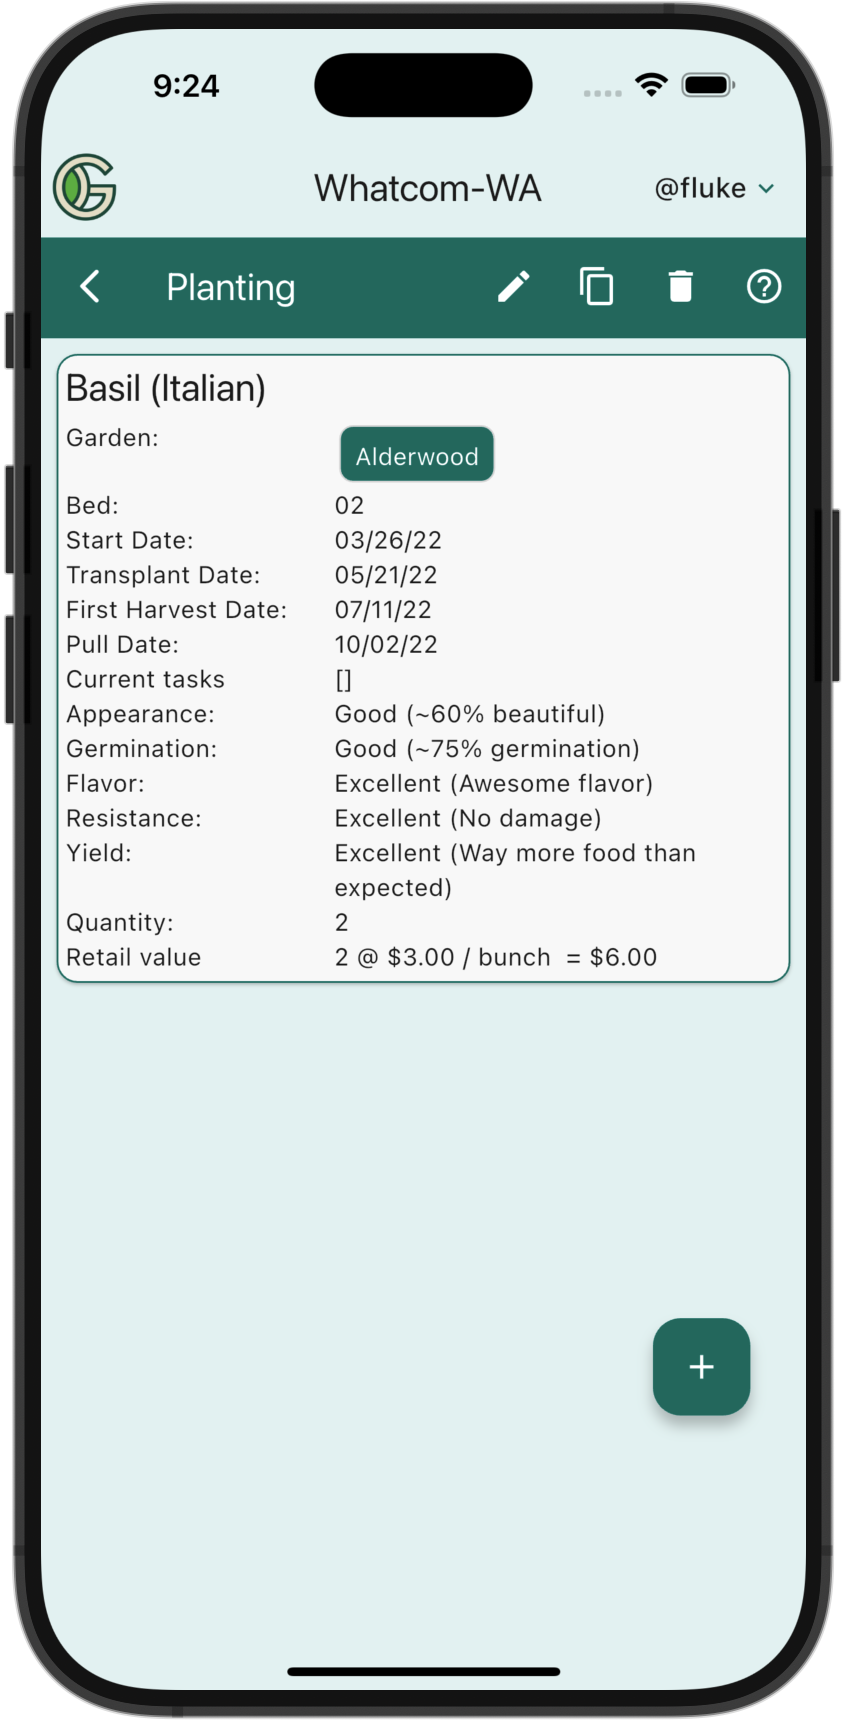 9:24
Whatcom-WA
@fluke
Planting
Basil (Italian)
Garden: Alderwood
Bed: 02
Start Date: 03/26/22
Transplant Date: 05/21/22
First Harvest Date: 07/11/22
Pull Date: 10/02/22
Current tasks []
Appearance: Good (~60% beautiful)
Germination: Good (~75% germination)
Flavor: Excellent (Awesome flavor)
Resistance: Excellent (No damage)
Yield: Excellent (Way more food than
expected)
Quantity: 2
Retail value 2 @ $3.00 / bunch = $6.00